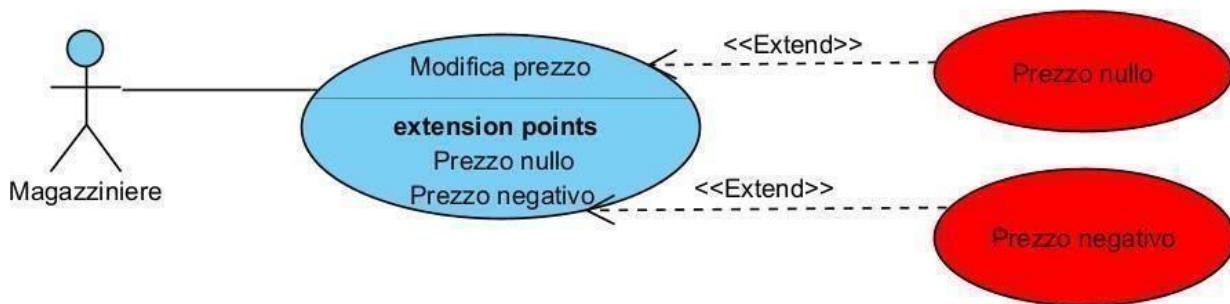 <<Extend>>
Modifica prezzo
Prezzo nullo
extension points
Prezzo nullo
Prezzo negativo
<<Extend>>
Magazziniere
Prezzo negativo